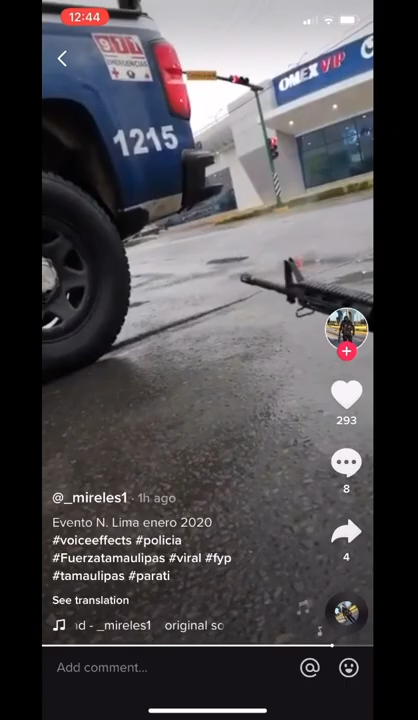 12:44
911
EMERGENCIAS
OMEX VIP
1215
293
8
@_mireles1 · 1h ago
Evento N. Lima enero 2020
#voiceeffects #policia
#Fuerzatamaulipas #viral #fyp
#tamaulipas #parati
4
See translation
nd - _mireles1 original so
Add comment...